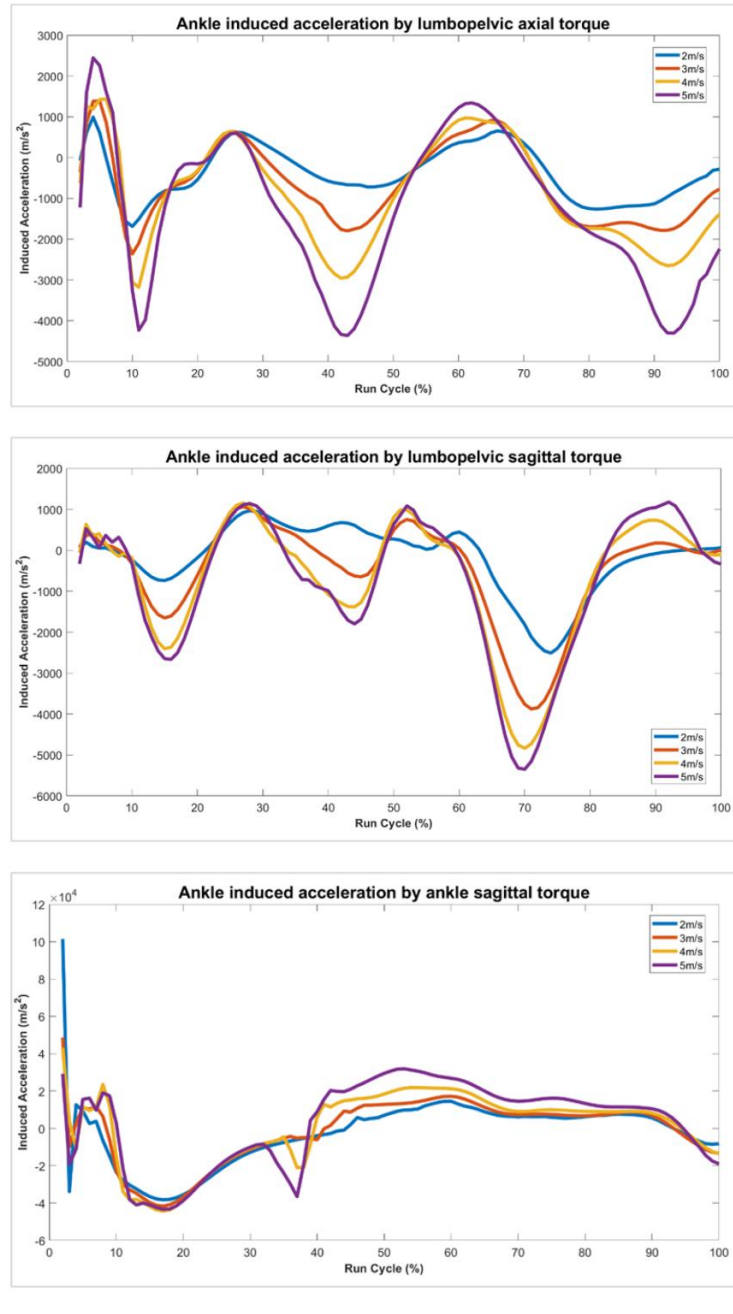 Ankle induced acceleration by lumbopelvic axial torque
3000
2000
1000
0
-1000
-2000
-3000
-4000
-5000
Induced Acceleration (m/s²)
2m/s
3m/s
4m/s
5m/s
0 10 20 30 40 50 60 70 80 90 100
Run Cycle (%)
Ankle induced acceleration by lumbopelvic sagittal torque
2000
1000
0
-1000
-2000
-3000
-4000
-5000
-6000
Induced Acceleration (m/s²)
2m/s
3m/s
4m/s
5m/s
0 10 20 30 40 50 60 70 80 90 100
Run Cycle (%)
Ankle induced acceleration by ankle sagittal torque
× 10⁴
12
10
8
6
4
2
0
-2
-4
-6
Induced Acceleration (m/s²)
2m/s
3m/s
4m/s
5m/s
0 10 20 30 40 50 60 70 80 90 100
Run Cycle (%)